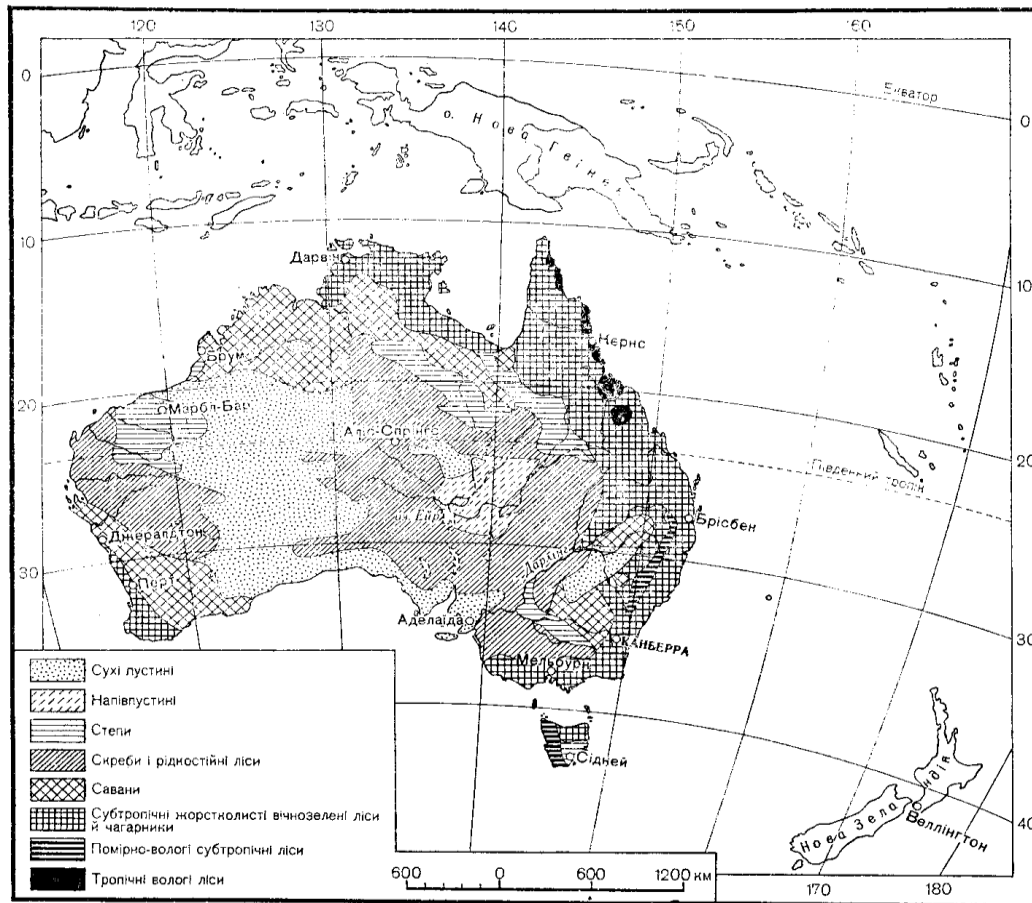 120 130 140 150 160
Екватор
0
0
о. Нова Гвінея
10
10
Дарвін
Кернс
Брум
20
Марбл-Бар
Аліс-Спрінгс
20
Південний тропік
Брісбен
Джералдтон
Дарлінг
30
Перт
Аделаїда
КАНБЕРРА
30
Мельбурн
Сідней
Нова Зеландія
Веллінгтон
40
170 180
Сухі пустині
Напівпустині
Степи
Скреби і рідкостійні ліси
Савани
Субтропічні жорстколисті вічнозелені ліси
й чагарники
Помірно-вологі субтропічні ліси
Тропічні вологі ліси
600 0 600 1200 км